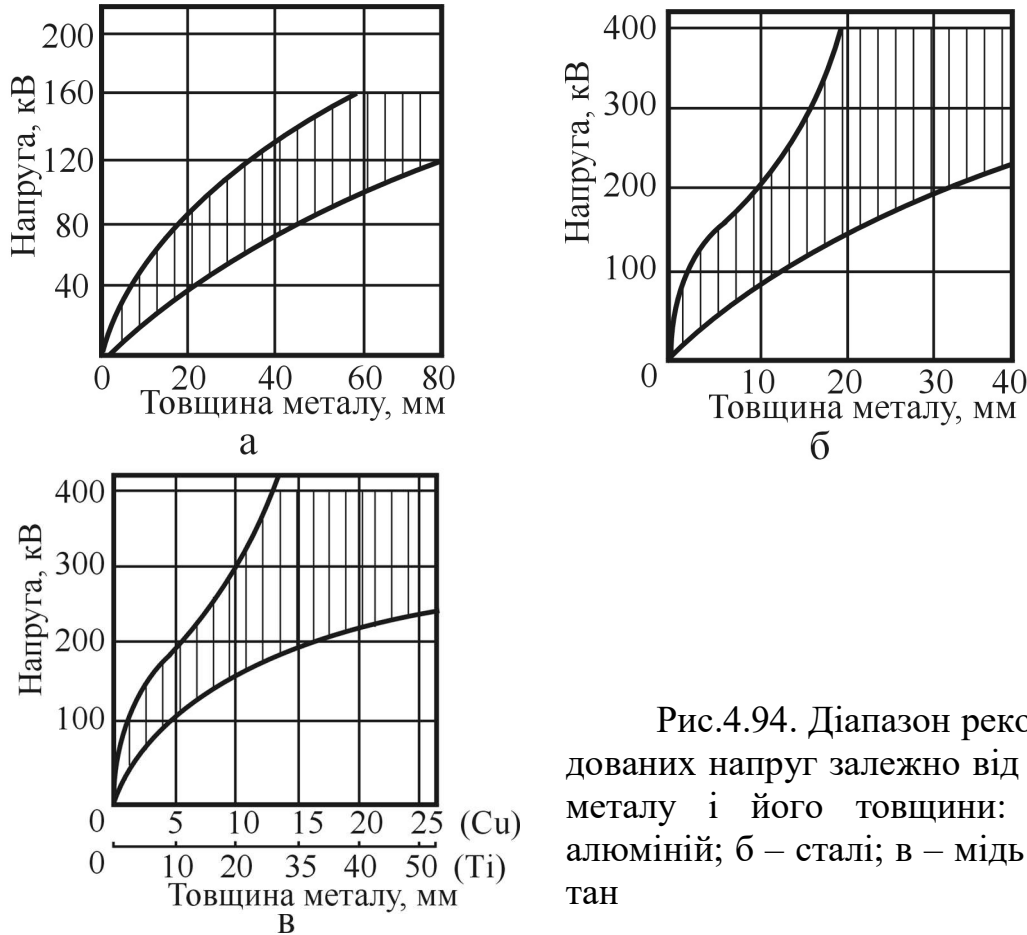 Напруга, кВ
200
160
120
80
40
0 20 40 60 80
Товщина металу, мм
а
Напруга, кВ
400
300
200
100
0 10 20 30 40
Товщина металу, мм
б
Напруга, кВ
400
300
200
100
0 5 10 15 20 25 (Cu)
0 10 20 35 40 50 (Ti)
Товщина металу, мм
в
Рис.4.94. Діапазон реко
дованих напруг залежно від
металу і його товщини:
алюміній; б – сталі; в – мідь
тан